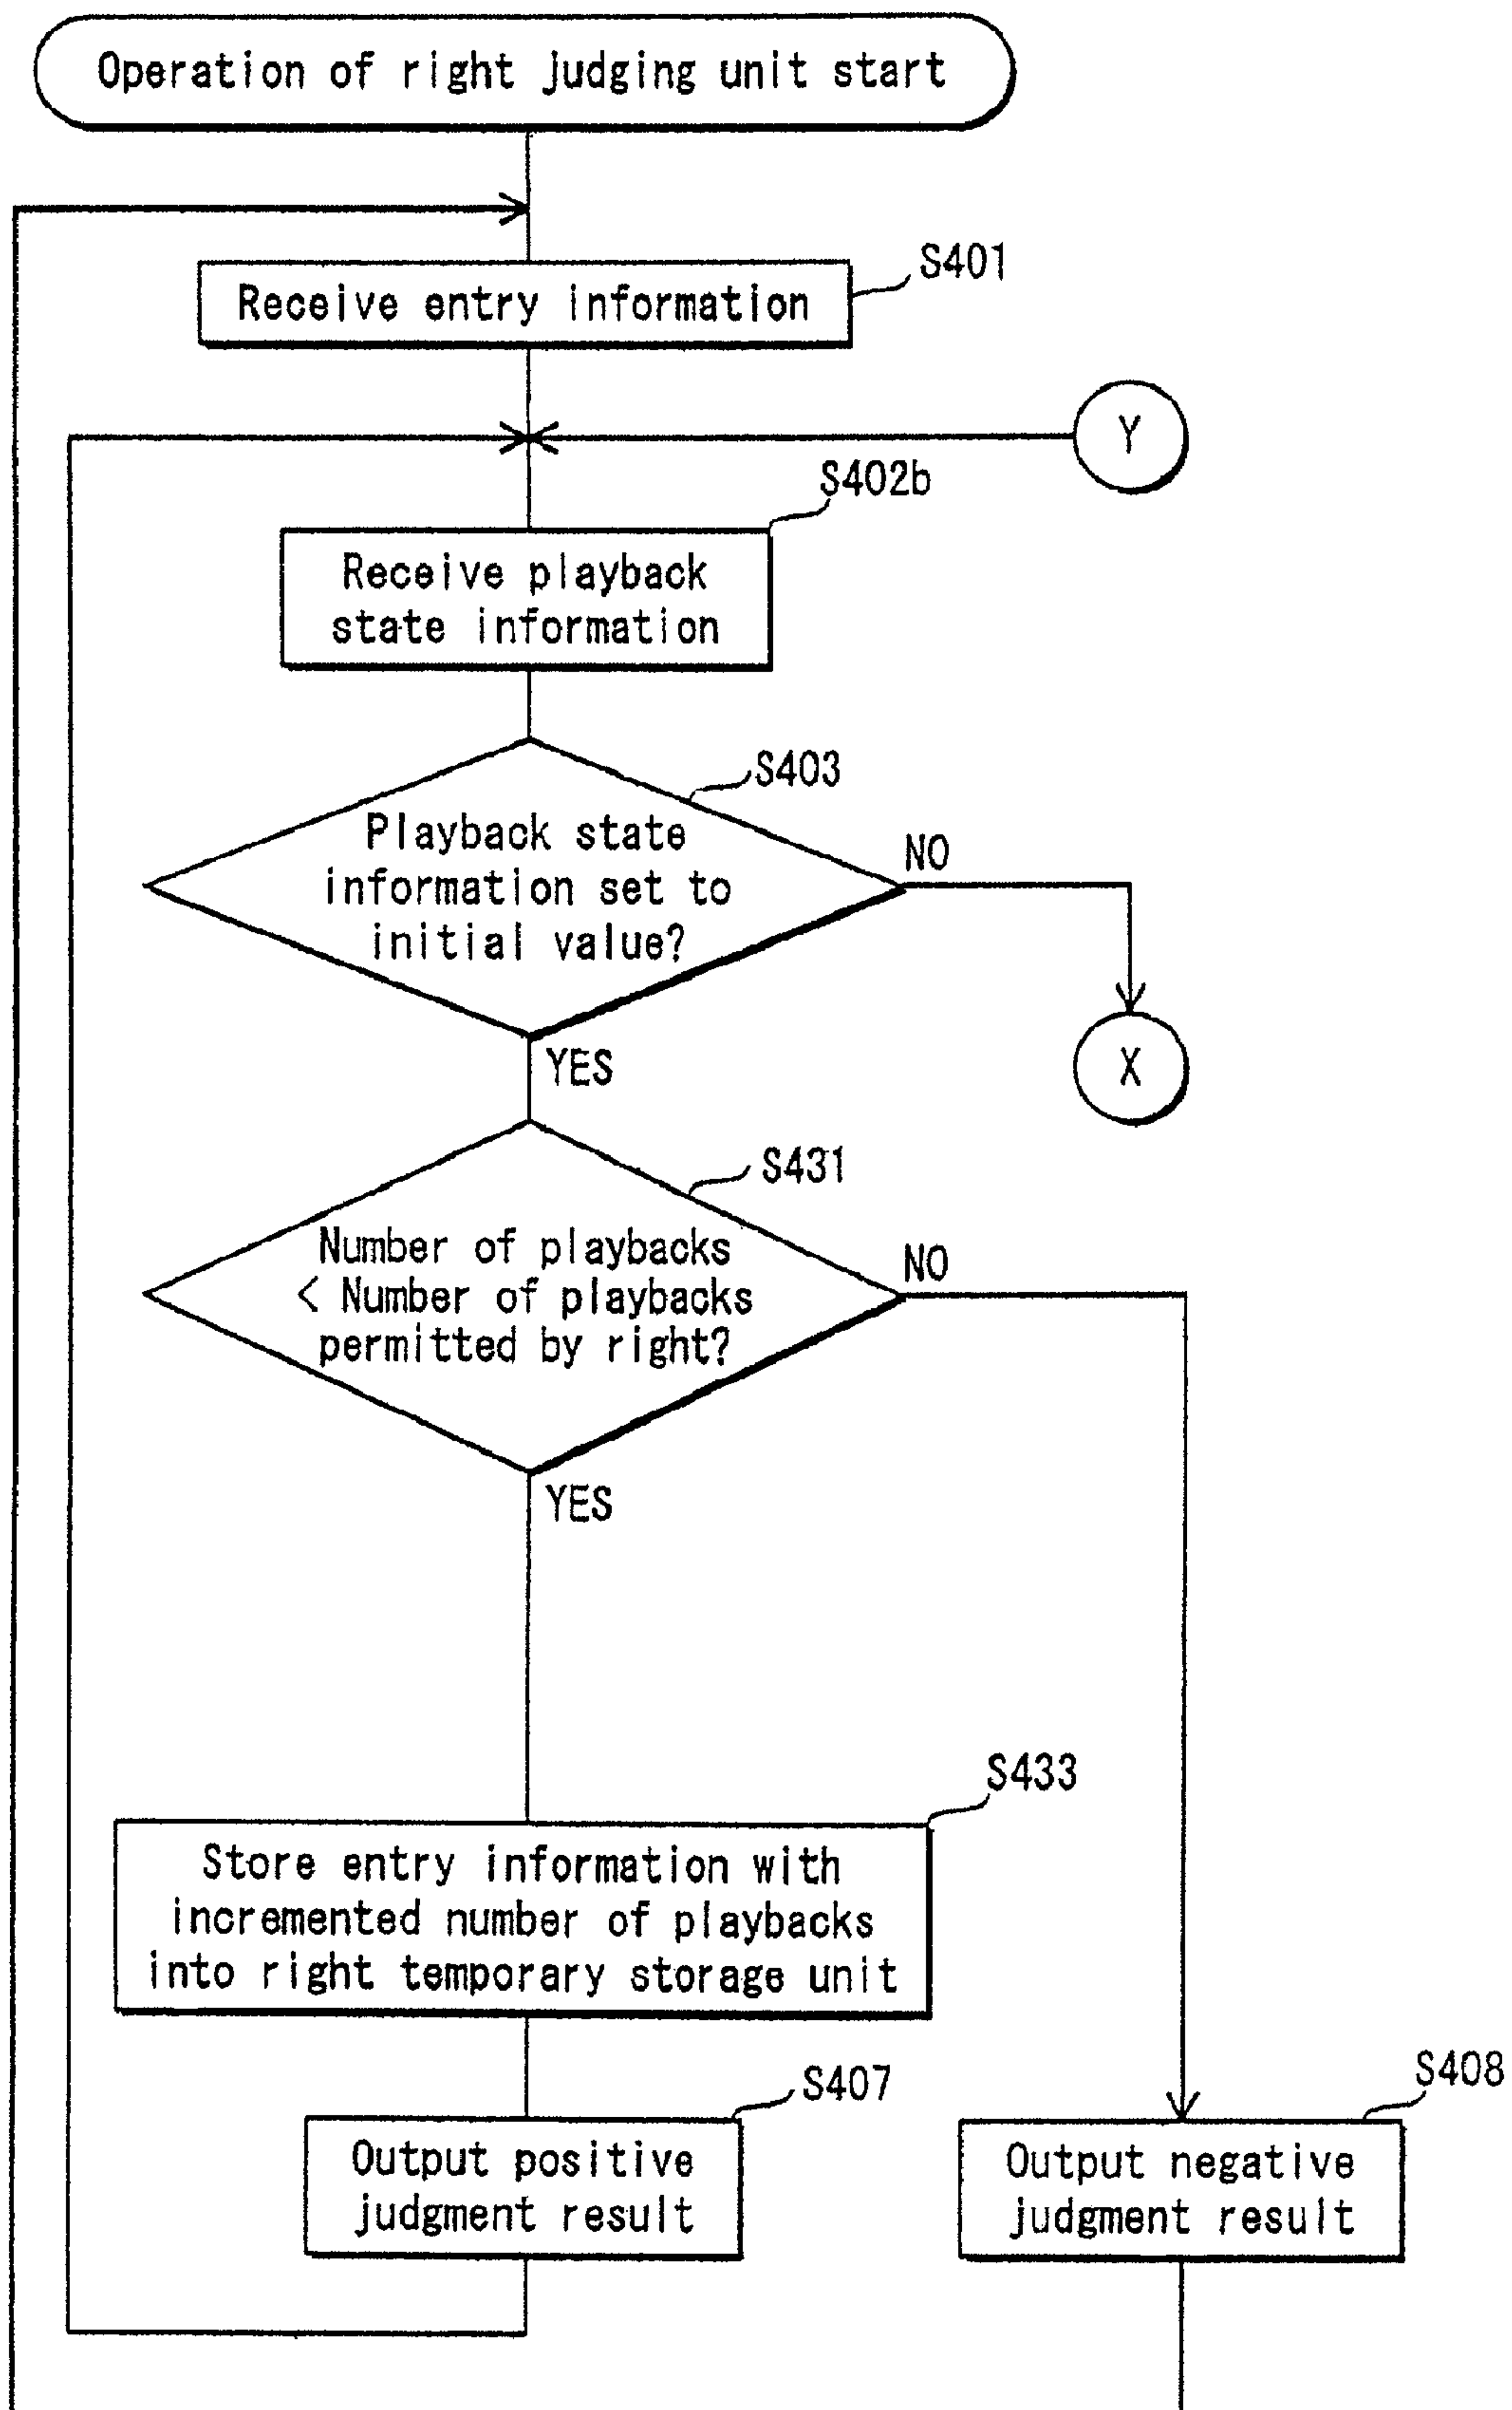 Operation of right judging unit start
S401
Receive entry information
Y
S402b
Receive playback
state information
S403
Playback state
information set to
initial value?
NO
YES
X
S431
Number of playbacks
< Number of playbacks
permitted by right?
NO
YES
S433
Store entry information with
incremented number of playbacks
into right temporary storage unit
S407
Output positive
judgment result
S408
Output negative
judgment result